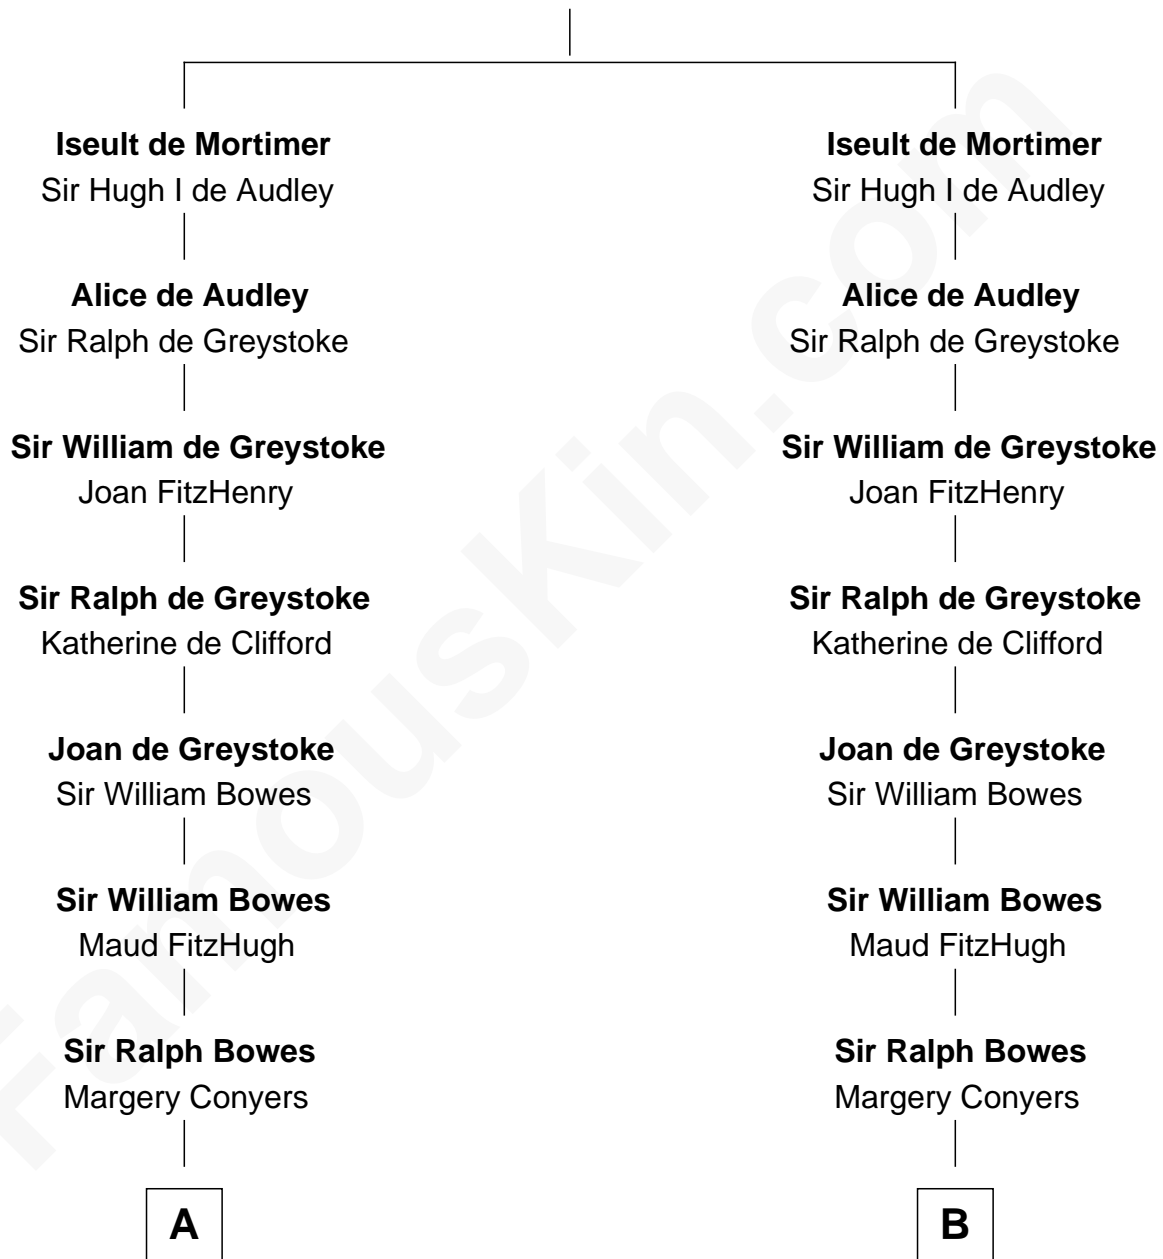 Iseult de Mortimer Iseult de Mortimer
Sir Hugh I de Audley Sir Hugh I de Audley
Alice de Audley Alice de Audley
Sir Ralph de Greystoke Sir Ralph de Greystoke
Sir William de Greystoke Sir William de Greystoke
Joan FitzHenry Joan FitzHenry
Sir Ralph de Greystoke Sir Ralph de Greystoke
Katherine de Clifford Katherine de Clifford
Joan de Greystoke Joan de Greystoke
Sir William Bowes Sir William Bowes
Sir William Bowes Sir William Bowes
Maud FitzHugh Maud FitzHugh
Sir Ralph Bowes Sir Ralph Bowes
Margery Conyers Margery Conyers
A B
FamousKin.com